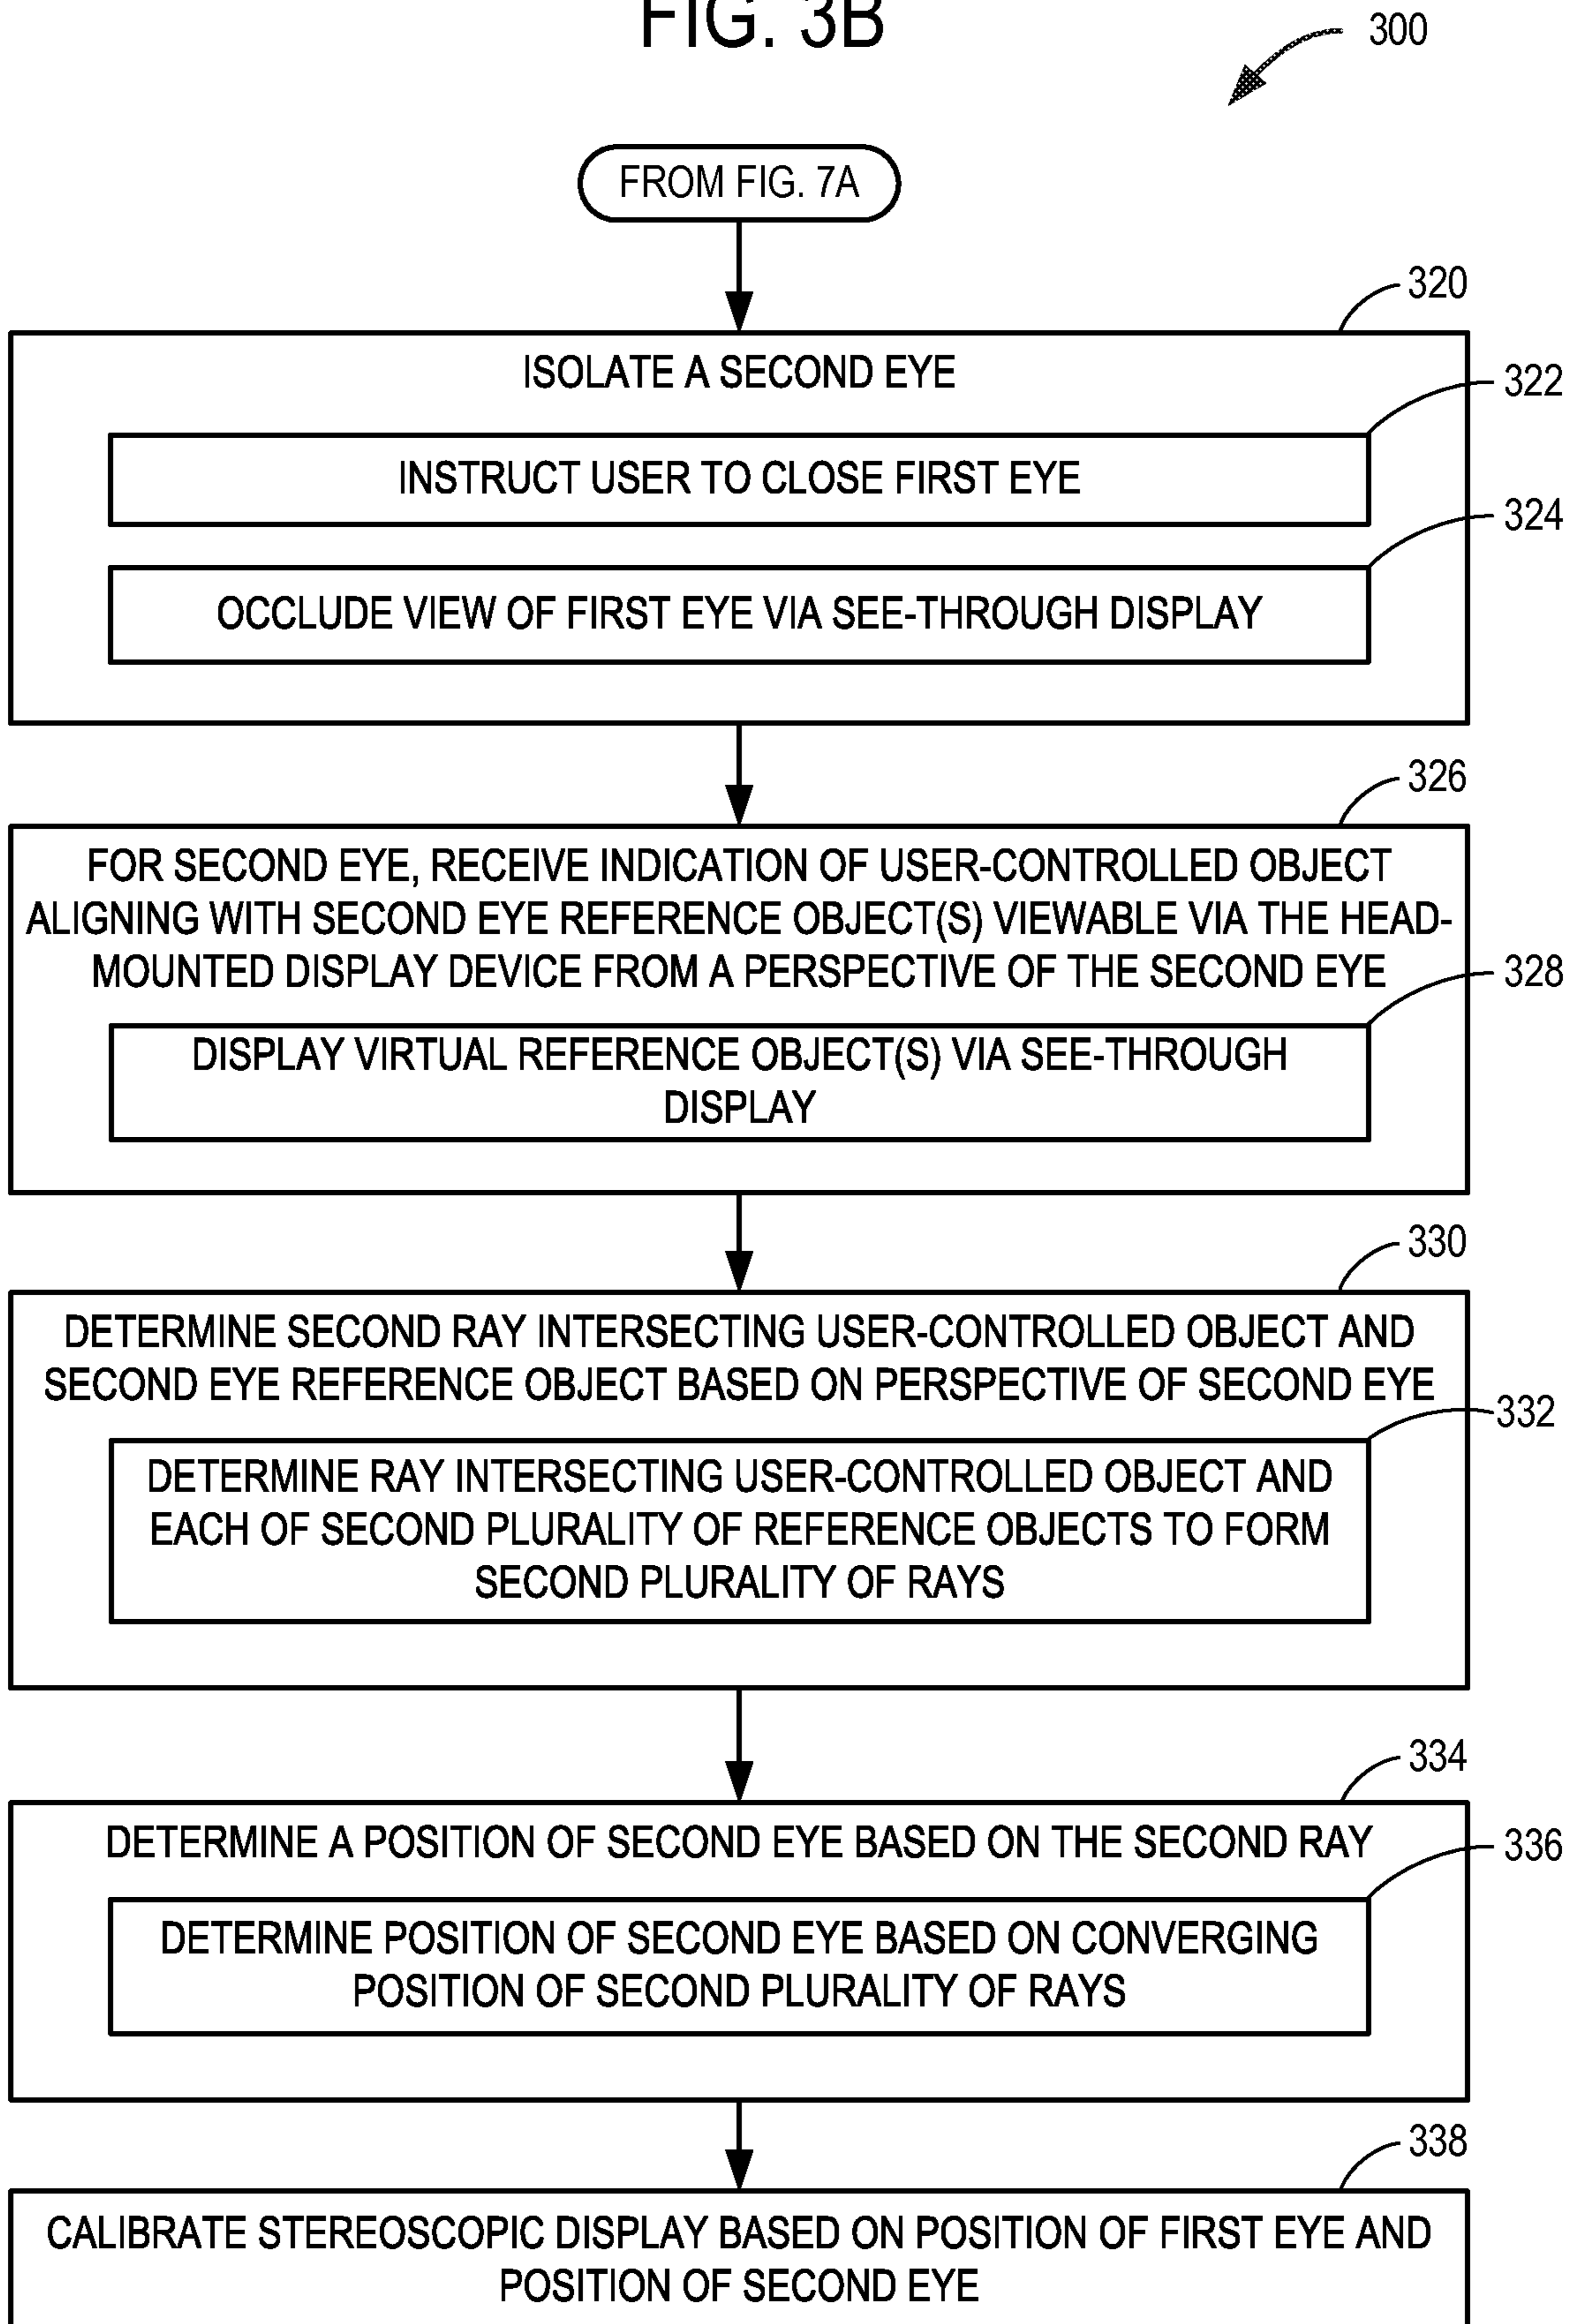 FIG. 3B
300
FROM FIG. 7A
320
ISOLATE A SECOND EYE
322
INSTRUCT USER TO CLOSE FIRST EYE
324
OCCLUDE VIEW OF FIRST EYE VIA SEE-THROUGH DISPLAY
326
FOR SECOND EYE, RECEIVE INDICATION OF USER-CONTROLLED OBJECT
ALIGNING WITH SECOND EYE REFERENCE OBJECT(S) VIEWABLE VIA THE HEAD-
MOUNTED DISPLAY DEVICE FROM A PERSPECTIVE OF THE SECOND EYE
328
DISPLAY VIRTUAL REFERENCE OBJECT(S) VIA SEE-THROUGH
DISPLAY
330
DETERMINE SECOND RAY INTERSECTING USER-CONTROLLED OBJECT AND
SECOND EYE REFERENCE OBJECT BASED ON PERSPECTIVE OF SECOND EYE
332
DETERMINE RAY INTERSECTING USER-CONTROLLED OBJECT AND
EACH OF SECOND PLURALITY OF REFERENCE OBJECTS TO FORM
SECOND PLURALITY OF RAYS
334
DETERMINE A POSITION OF SECOND EYE BASED ON THE SECOND RAY
336
DETERMINE POSITION OF SECOND EYE BASED ON CONVERGING
POSITION OF SECOND PLURALITY OF RAYS
338
CALIBRATE STEREOSCOPIC DISPLAY BASED ON POSITION OF FIRST EYE AND
POSITION OF SECOND EYE